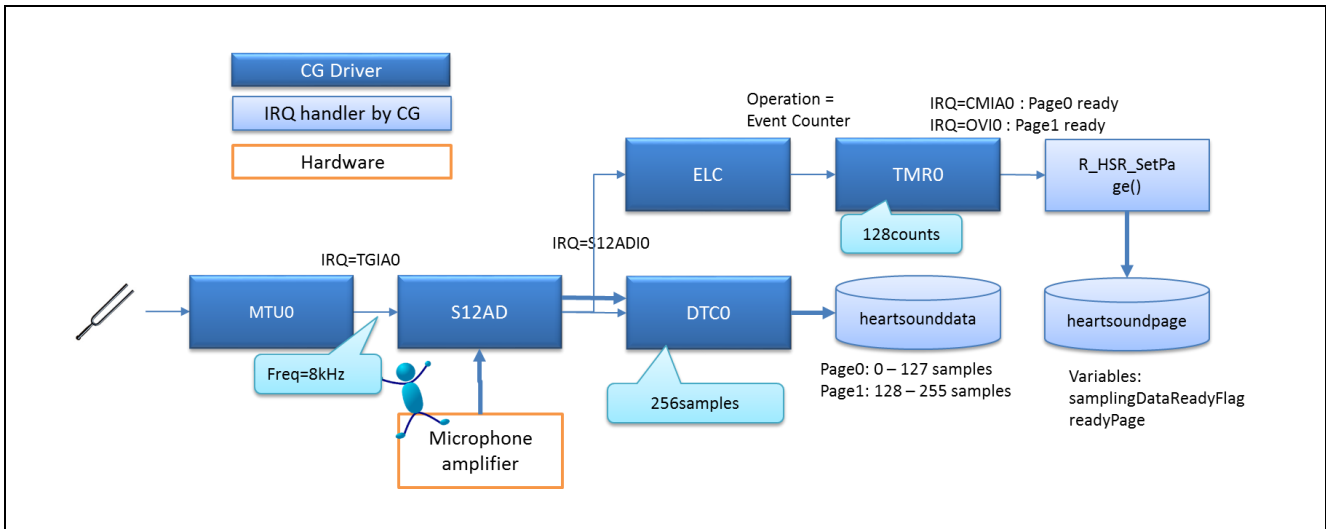 CG Driver
IRQ handler by CG
Hardware
Operation =
Event Counter
IRQ=CMIA0 : Page0 ready
IRQ=OVI0 : Page1 ready
ELC
TMR0
R_HSR_SetPa
ge()
128counts
IRQ=S12ADI0
IRQ=TGIA0
MTU0
S12AD
DTC0
heartsounddata
heartsoundpage
Freq=8kHz
256samples
Page0: 0 – 127 samples
Page1: 128 – 255 samples
Variables:
samplingDataReadyFlag
readyPage
Microphone
amplifier